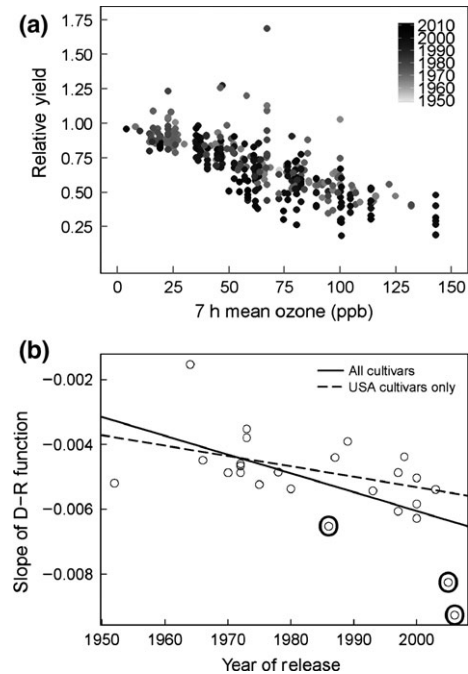 (a)
1.75
1.50
1.25
1.00
0.75
0.50
0.25
Relative yield
2010
2000
1990
1980
1970
1960
1950
0 25 50 75 100 125 150
7 h mean ozone (ppb)
(b)
−0.002
−0.004
−0.006
−0.008
Slope of D−R function
All cultivars
USA cultivars only
1950 1960 1970 1980 1990 2000
Year of release